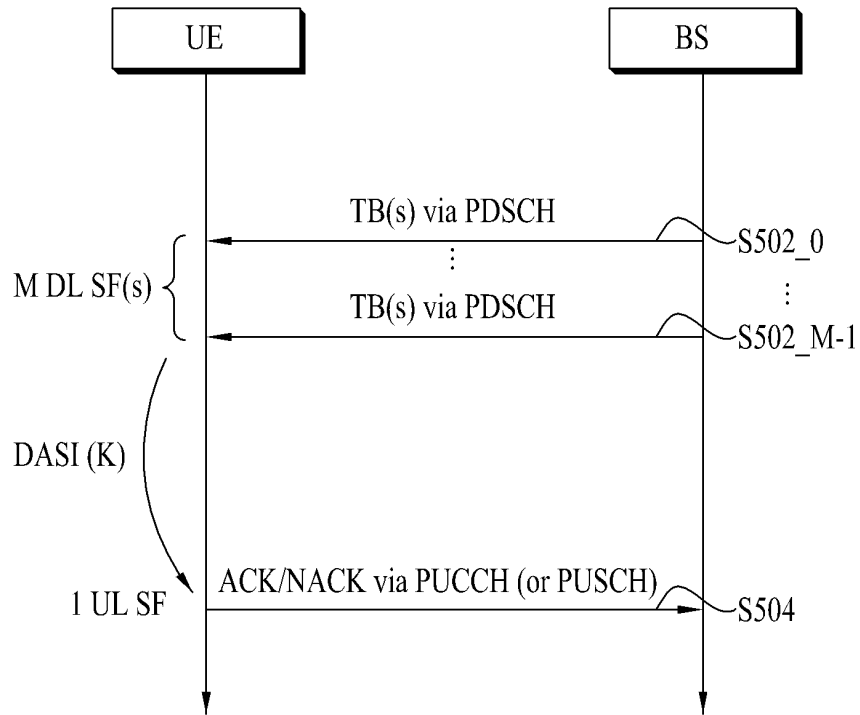 UE
BS
TB(s) via PDSCH
S502_0
⋮
M DL SF(s)
⋮
TB(s) via PDSCH
S502_M-1
DASI (K)
ACK/NACK via PUCCH (or PUSCH)
1 UL SF
S504